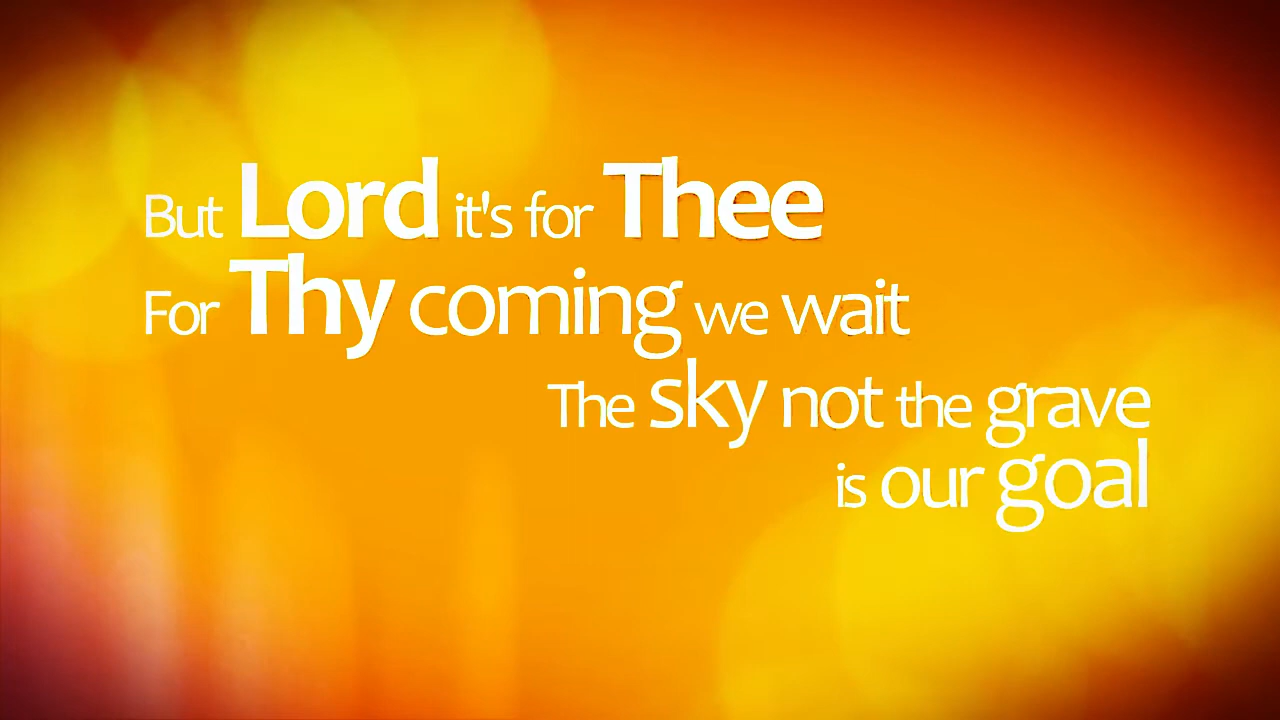 But Lord it's for Thee
For Thy coming we wait
The sky not the grave
is our goal